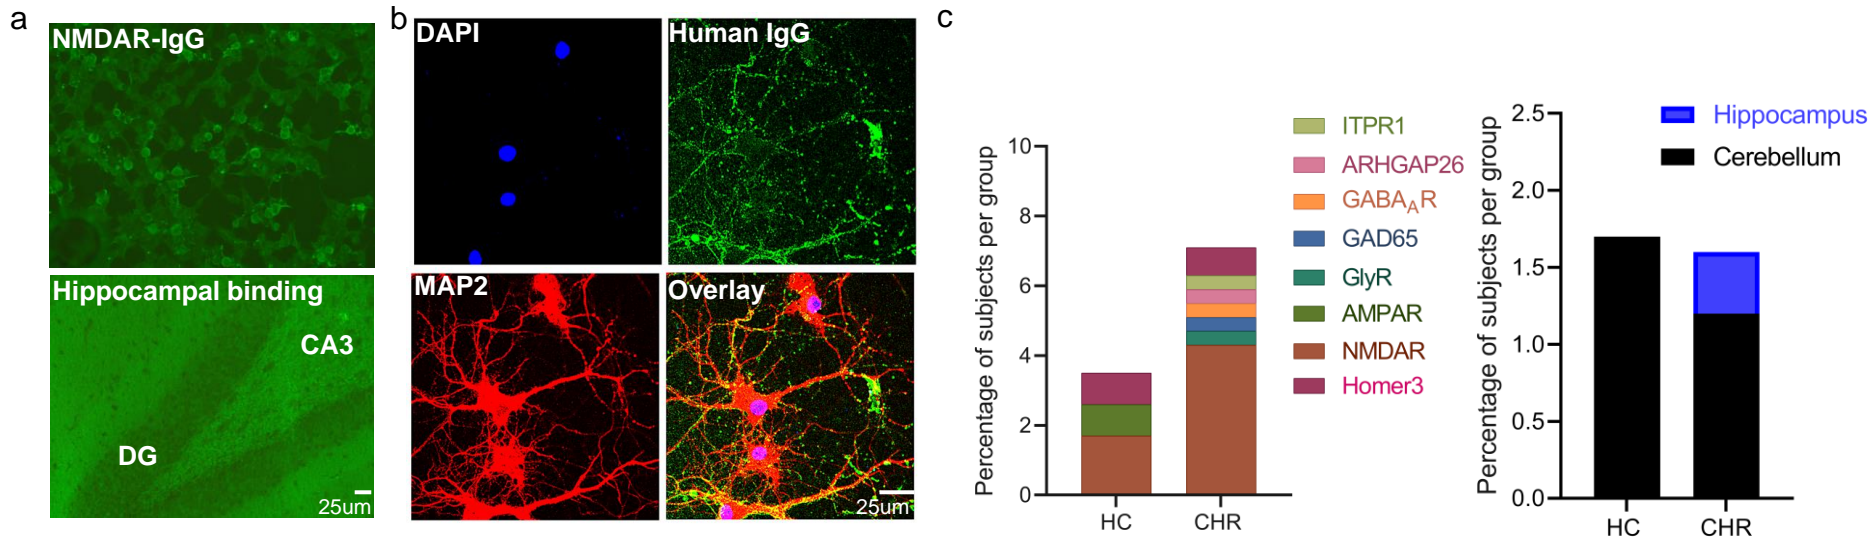 a
NMDAR-IgG
Hippocampal binding
CA3
DG
25um
b
DAPI
Human IgG
MAP2
Overlay
25um
c
Percentage of subjects per group
10
8
6
4
2
0
HC
CHR
ITPR1
ARHGAP26
GABAAR
GAD65
GlyR
AMPAR
NMDAR
Homer3
Percentage of subjects per group
2.5
2.0
1.5
1.0
0.5
0.0
HC
CHR
Hippocampus
Cerebellum